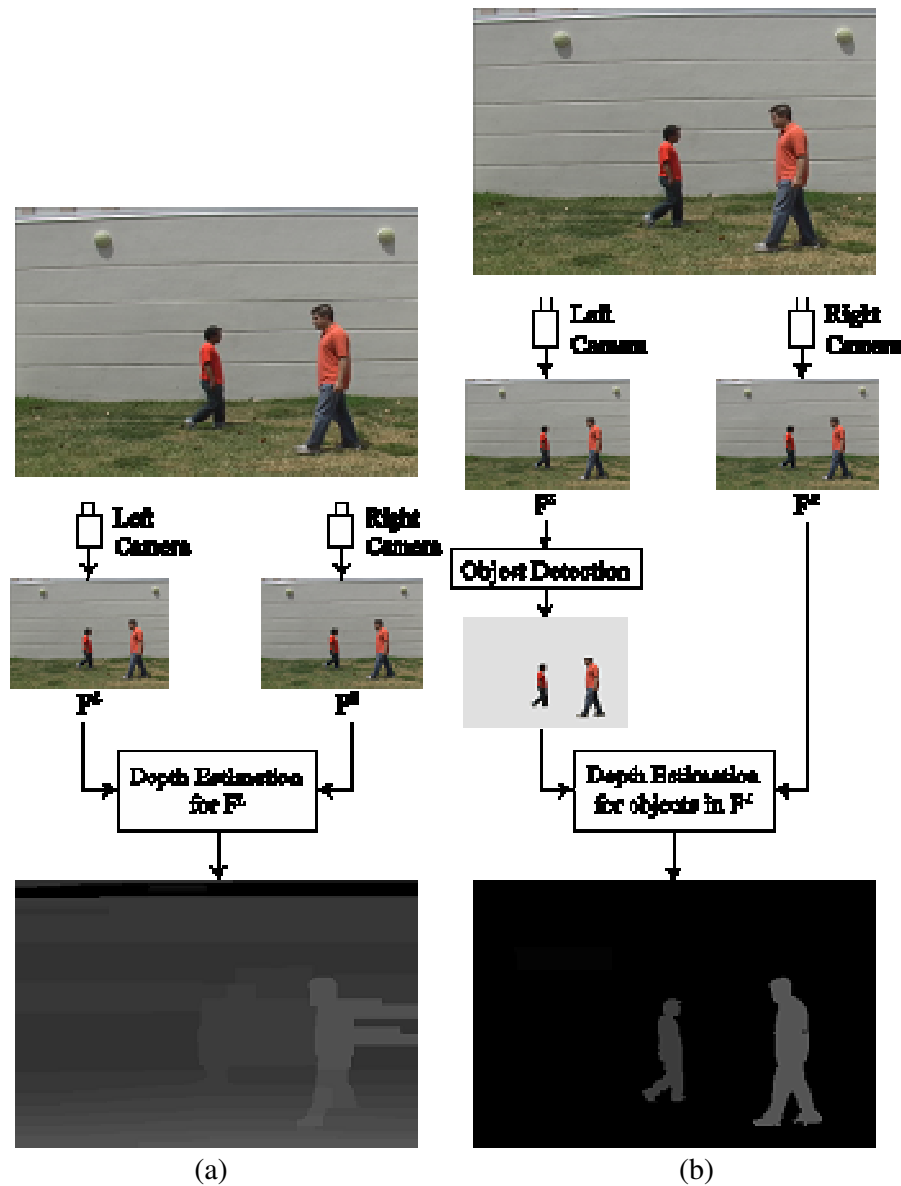 Left
Camera
Right
Camera
F^L
F^R
Depth Estimation
for F^L
(a)
Left
Camera
Right
Camera
F^L
F^R
Object Detection
Depth Estimation
for objects in F^L
(b)